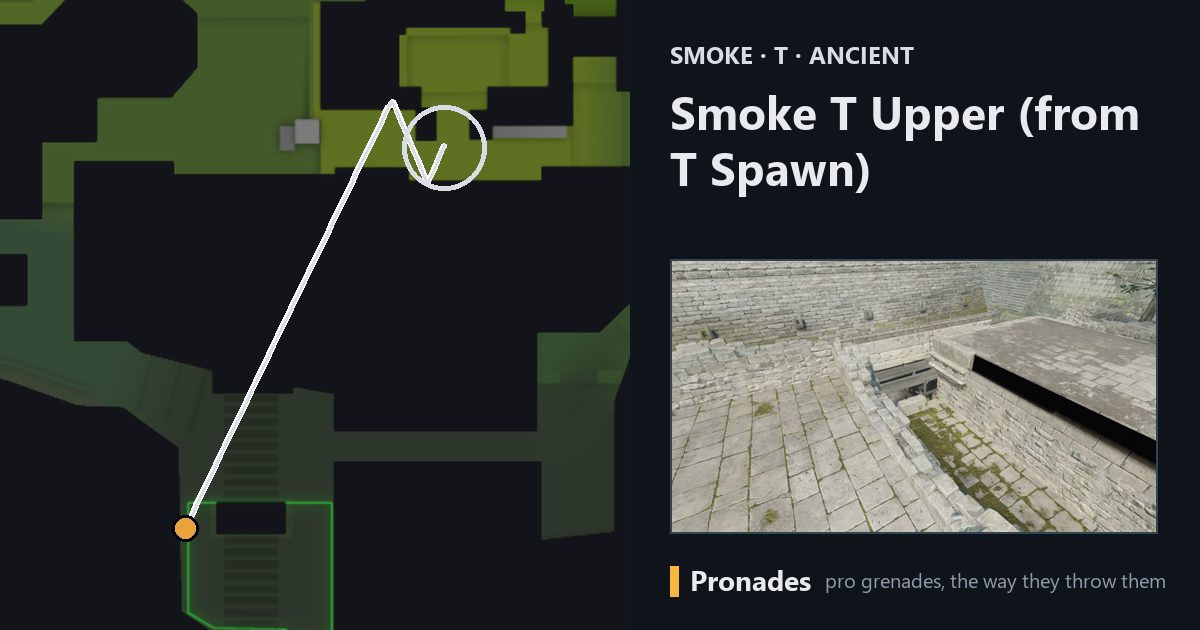 SMOKE · T · ANCIENT
Smoke T Upper (from
T Spawn)
Pronades pro grenades, the way they throw them